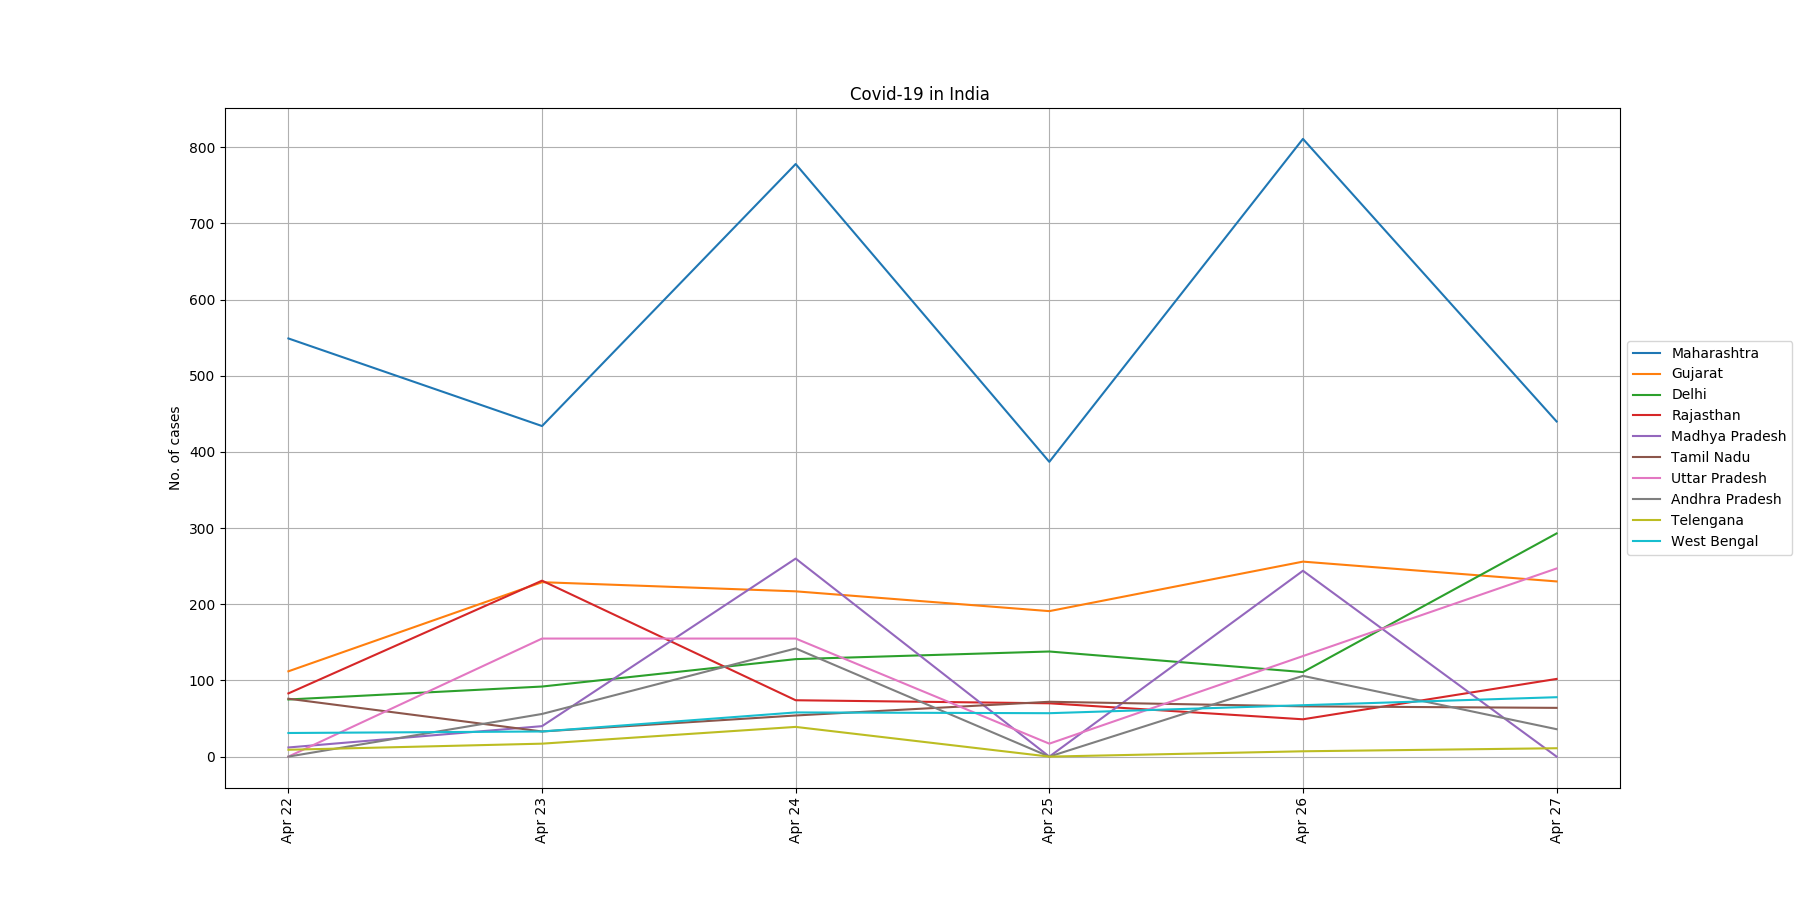 Covid-19 in India
No. of cases
800
700
600
500
400
300
200
100
0
Apr 22
Apr 23
Apr 24
Apr 25
Apr 26
Apr 27
Maharashtra
Gujarat
Delhi
Rajasthan
Madhya Pradesh
Tamil Nadu
Uttar Pradesh
Andhra Pradesh
Telengana
West Bengal